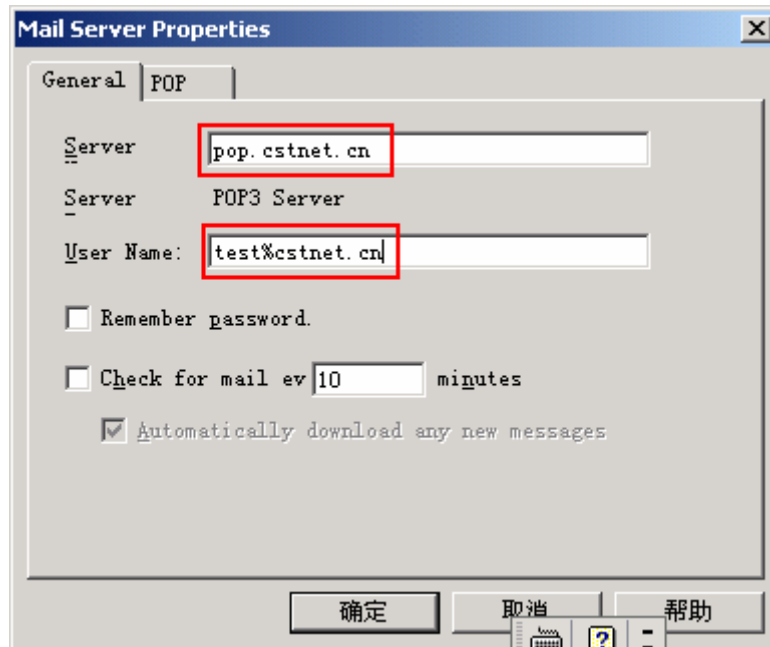 Mail Server Properties
General POP
Server pop.cstnet.cn
Server POP3 Server
User Name: test%cstnet.cn
Remember password.
Check for mail ev 10 minutes
Automatically download any new messages
确定 取消 帮助